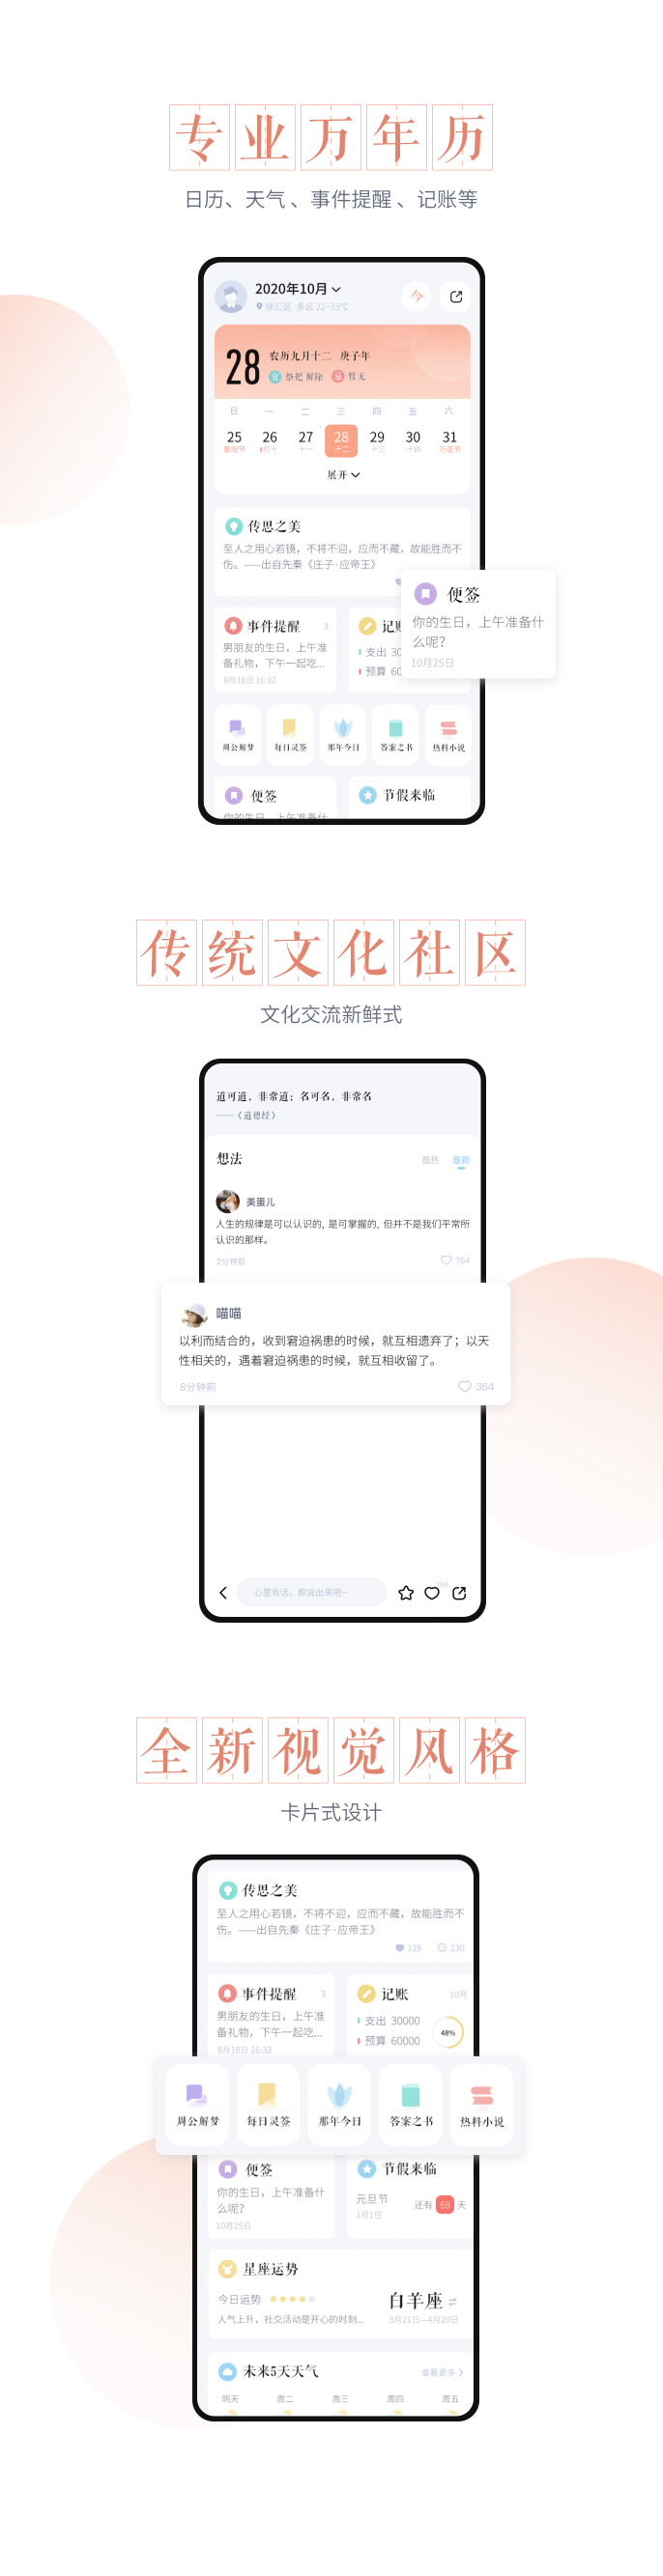 专业万年历
日历、天气 、事件提醒 、记账等
2020年10月
徐汇区 多云 22~33℃
今
28
农历九月十二 庚子年
宜 祭祀 解除 忌 暂无
日 一 二 三 四 五 六
25 26 27 28 29 30 31
重阳节 初十 十一 十二 十三 十四 万圣节
展开
传思之美
至人之用心若镜，不将不迎，应而不藏，故能胜而不
伤。——出自先秦《庄子·应帝王》
便签
你的生日，上午准备什
么呢?
10月25日
事件提醒 3
男朋友的生日，上午准
备礼物，下午一起吃...
8月18日 16:32
记账
支出 30
预算 60
周公解梦 每日灵签 那年今日 答案之书 热料小说
便签
你的生日，上午准备什
节假来临
传统文化社区
文化交流新鲜式
道可道，非常道；名可名，非常名
——《道德经》
想法
最热 最新
美蛋儿
人生的规律是可以认识的, 是可掌握的, 但并不是我们平常所
认识的那样。
2分钟前 764
喵喵
以利而结合的，收到窘迫祸患的时候，就互相遗弃了；以天
性相关的，遇着窘迫祸患的时候，就互相收留了。
8分钟前 364
心里有话，都说出来吧~
764
全新视觉风格
卡片式设计
传思之美
至人之用心若镜，不将不迎，应而不藏，故能胜而不
伤。——出自先秦《庄子·应帝王》
128 230
事件提醒 3
男朋友的生日，上午准
备礼物，下午一起吃...
8月18日 16:32
记账 10月
支出 30000
预算 60000
48%
周公解梦 每日灵签 那年今日 答案之书 热料小说
便签
你的生日，上午准备什
么呢?
10月25日
节假来临
元旦节
1月1日
还有 68 天
星座运势
今日运势
人气上升，社交活动是开心的时刻...
白羊座
3月21日—4月20日
未来5天天气
查看更多
明天 周二 周三 周四 周五